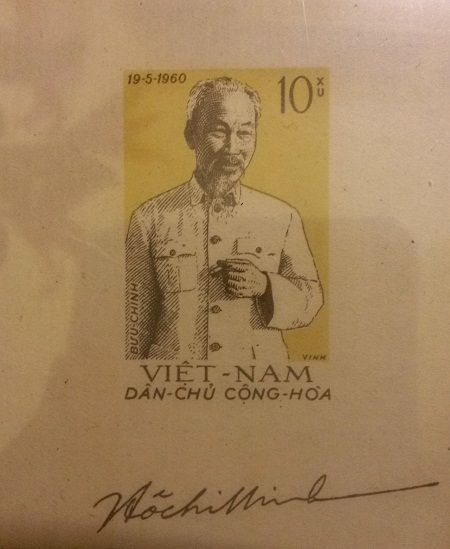 19-5-1960
10 XU
BƯU-CHÍNH
VINH
VIỆT-NAM
DÂN-CHỦ CỘNG-HÒA
Hồ Chí Minh